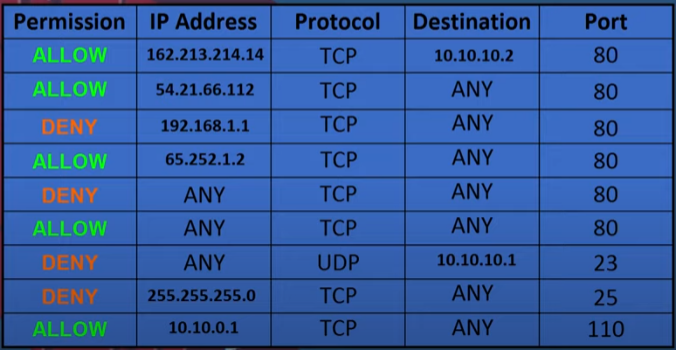 Permission IP Address Protocol Destination Port
ALLOW 162.213.214.14 TCP 10.10.10.2 80
ALLOW 54.21.66.112 TCP ANY 80
DENY 192.168.1.1 TCP ANY 80
ALLOW 65.252.1.2 TCP ANY 80
DENY ANY TCP ANY 80
ALLOW ANY TCP ANY 80
DENY ANY UDP 10.10.10.1 23
DENY 255.255.255.0 TCP ANY 25
ALLOW 10.10.0.1 TCP ANY 110